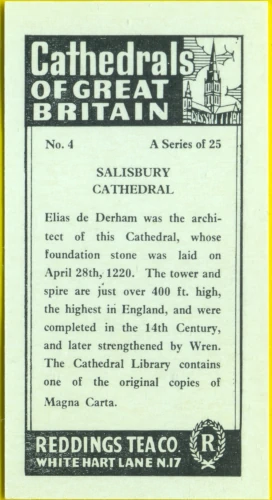 Cathedrals
OF GREAT
BRITAIN
No. 4 A Series of 25
SALISBURY
CATHEDRAL
Elias de Derham was the archi-
tect of this Cathedral, whose
foundation stone was laid on
April 28th, 1220. The tower and
spire are just over 400 ft. high,
the highest in England, and were
completed in the 14th Century,
and later strengthened by Wren.
The Cathedral Library contains
one of the original copies of
Magna Carta.
REDDINGS TEA CO.
WHITE HART LANE N.17
R